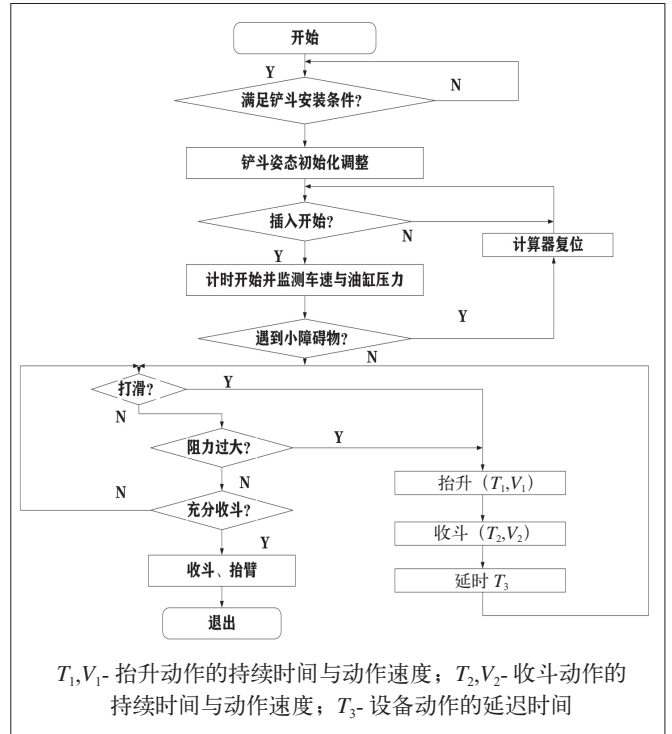 开始
Y
N
满足铲斗安装条件?
铲斗姿态初始化调整
插入开始?
N
Y
计算器复位
计时开始并监测车速与油缸压力
Y
遇到小障碍物?
N
打滑?
Y
N
阻力过大?
Y
N
N
充分收斗?
Y
抬升（T₁,V₁）
收斗（T₂,V₂）
延时 T₃
收斗、抬臂
退出
T₁,V₁- 抬升动作的持续时间与动作速度；T₂,V₂- 收斗动作的
持续时间与动作速度；T₃- 设备动作的延迟时间